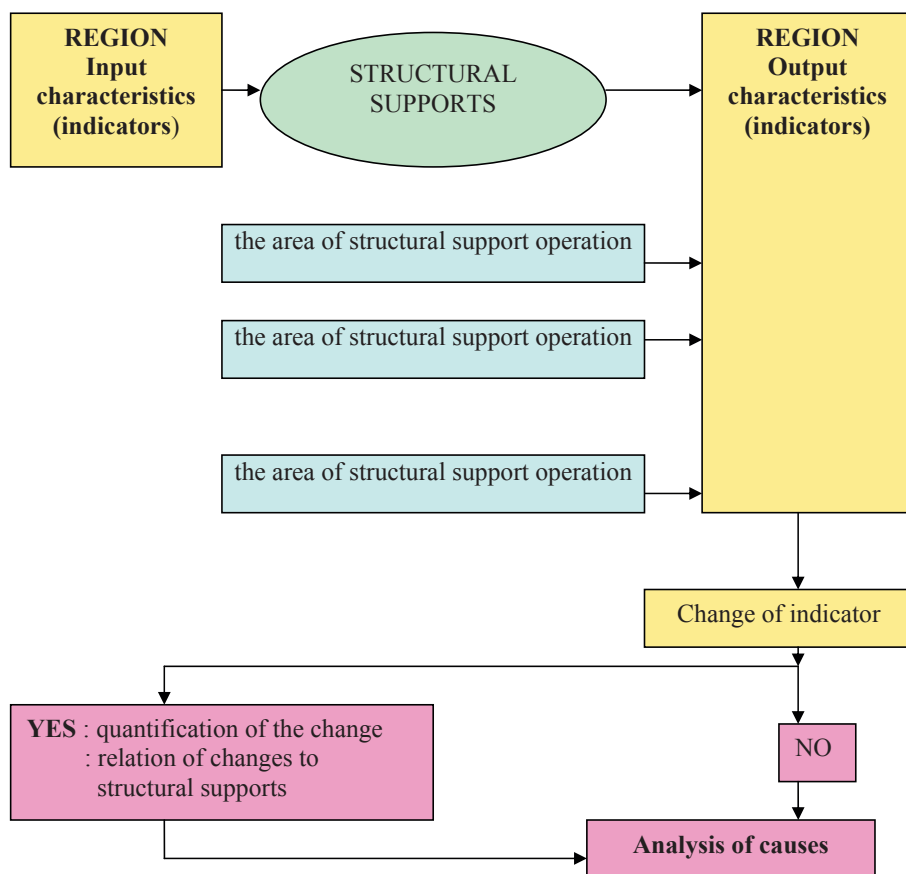 REGION
Input
characteristics
(indicators)
STRUCTURAL
SUPPORTS
REGION
Output
characteristics
(indicators)
the area of structural support operation
the area of structural support operation
the area of structural support operation
Change of indicator
YES : quantification of the change
: relation of changes to
structural supports
NO
Analysis of causes